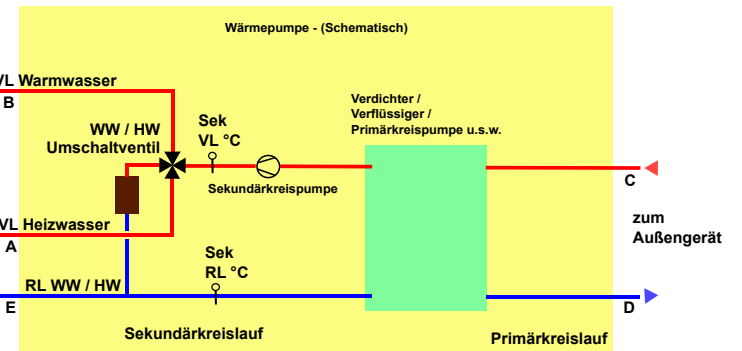 Wärmepumpe - (Schematisch)
VL Warmwasser
B
WW / HW
Umschaltventil
Sek
VL °C
Sekundärkreispumpe
Verdichter /
Verflüssiger /
Primärkreispumpe u.s.w.
C
zum
Außengerät
VL Heizwasser
A
Sek
RL °C
RL WW / HW
E
D
Sekundärkreislauf
Primärkreislauf